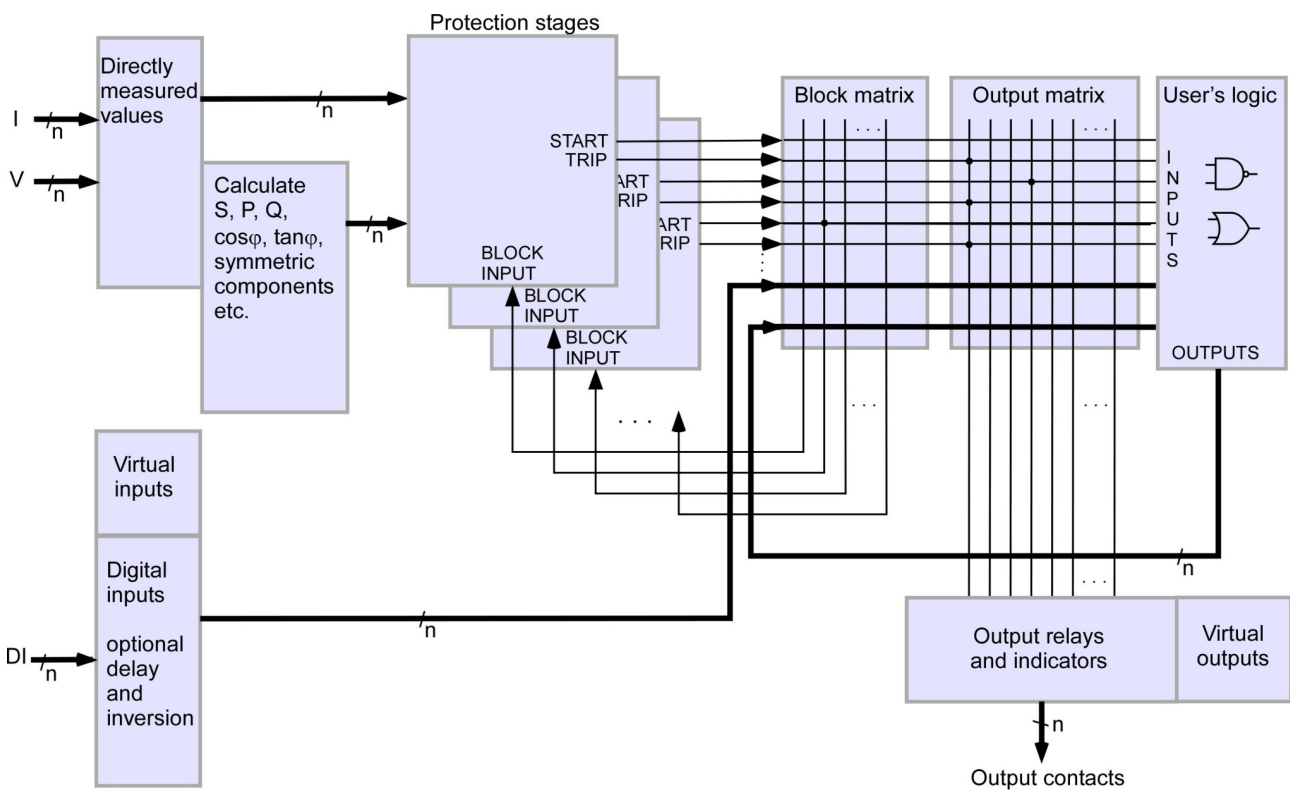 Protection stages
Directly
measured
values
I
n
V
n
n
Calculate
S, P, Q,
cosφ, tanφ,
symmetric
components
etc.
n
START
TRIP
ART
RIP
ART
RIP
BLOCK
INPUT
BLOCK
INPUT
BLOCK
INPUT
Block matrix
Output matrix
User's logic
I
N
P
U
T
S
OUTPUTS
n
Virtual
inputs
Digital
inputs
optional
delay
and
inversion
DI
n
n
Output relays
and indicators
Virtual
outputs
n
Output contacts